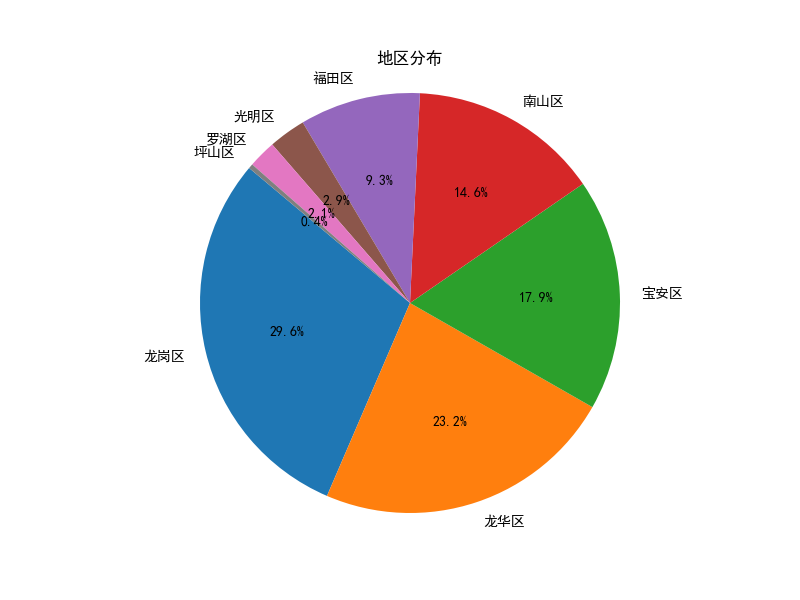 地区分布
福田区
南山区
光明区
罗湖区
坪山区
9.3%
14.6%
2.9%
2.1%
0.4%
宝安区
17.9%
29.6%
龙岗区
23.2%
龙华区